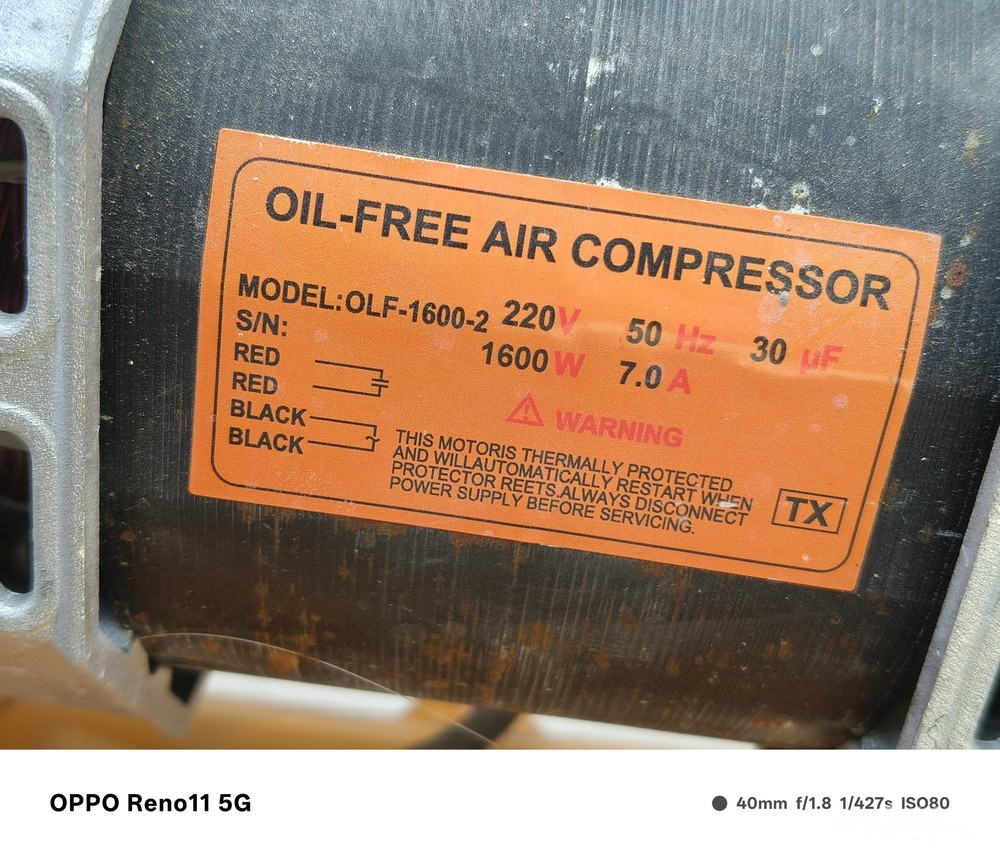 OIL-FREE AIR COMPRESSOR
MODEL:OLF-1600-2 220V 50 Hz 30 µF
S/N: 1600W 7.0A
RED
RED
BLACK
BLACK
WARNING
THIS MOTORIS THERMALLY PROTECTED
AND WILLAUTOMATICALLY RESTART WHEN
PROTECTOR REETS.ALWAYS DISCONNECT
POWER SUPPLY BEFORE SERVICING.
TX
OPPO Reno11 5G
40mm f/1.8 1/427s ISO80